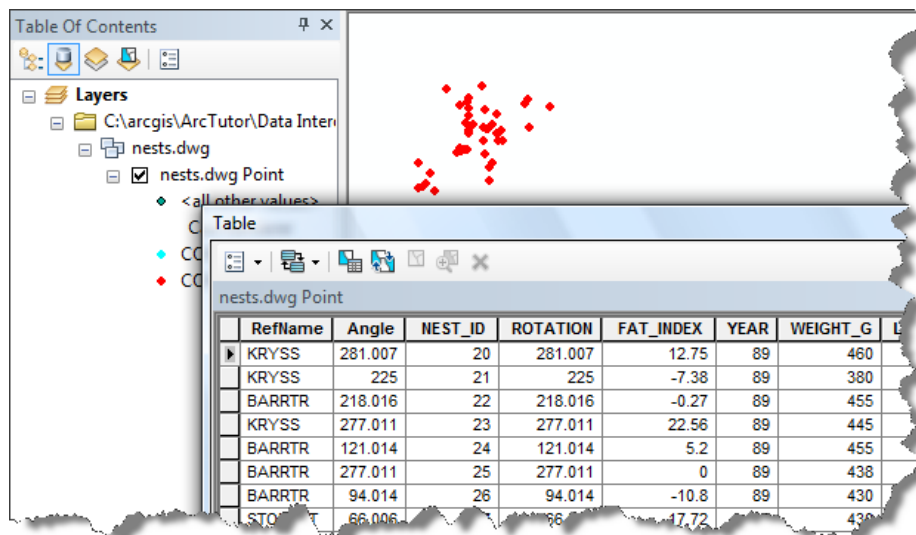 Table Of Contents
Layers
C:\arcgis\ArcTutor\Data Inter
nests.dwg
nests.dwg Point
<all other values>
Table
nests.dwg Point
RefName Angle NEST_ID ROTATION FAT_INDEX YEAR WEIGHT_G
KRYSS 281.007 20 281.007 12.75 89 460
KRYSS 225 21 225 -7.38 89 380
BARRTR 218.016 22 218.016 -0.27 89 455
KRYSS 277.011 23 277.011 22.56 89 445
BARRTR 121.014 24 121.014 5.2 89 455
BARRTR 277.011 25 277.011 0 89 438
BARRTR 94.014 26 94.014 -10.8 89 430
66.006 17.72